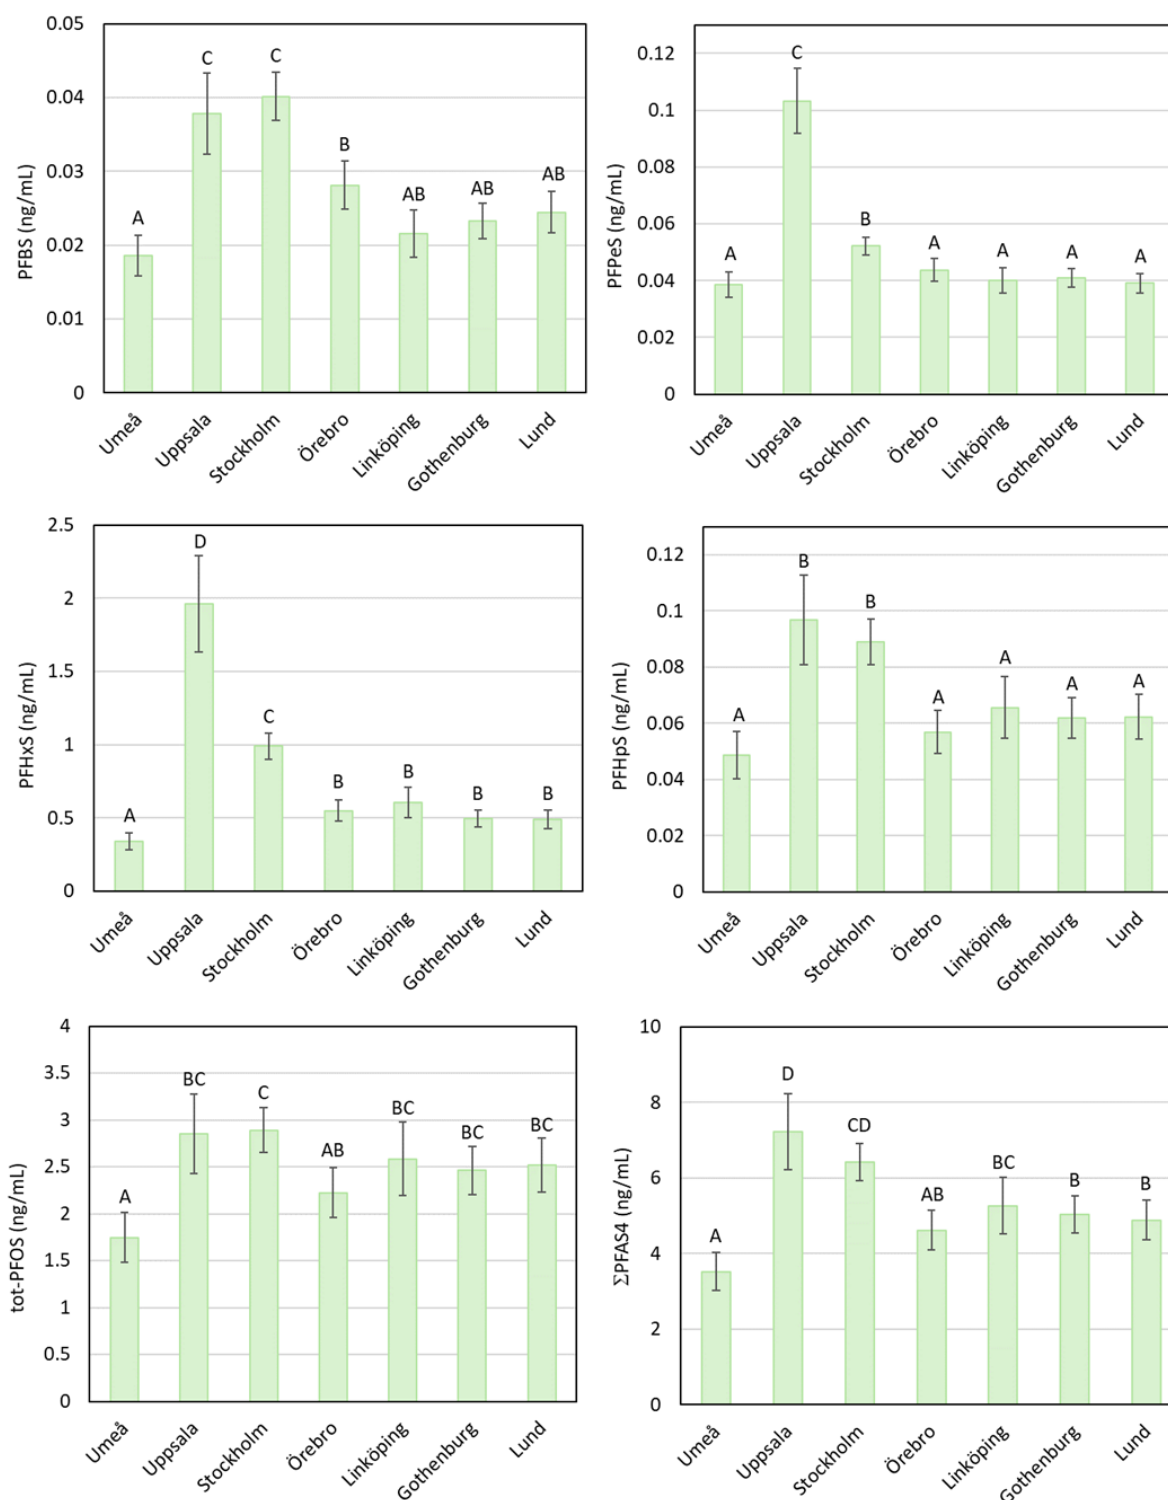 0.05
0.04
0.03
0.02
0.01
0
PFBS (ng/mL)
A
C
C
B
AB
AB
AB
Umeå
Uppsala
Stockholm
Örebro
Linköping
Gothenburg
Lund
0.12
0.1
0.08
0.06
0.04
0.02
0
PFPeS (ng/mL)
A
C
B
A
A
A
A
Umeå
Uppsala
Stockholm
Örebro
Linköping
Gothenburg
Lund
2.5
2
1.5
1
0.5
0
PFHxS (ng/mL)
A
D
C
B
B
B
B
Umeå
Uppsala
Stockholm
Örebro
Linköping
Gothenburg
Lund
0.12
0.1
0.08
0.06
0.04
0.02
0
PFHpS (ng/mL)
A
B
B
A
A
A
A
Umeå
Uppsala
Stockholm
Örebro
Linköping
Gothenburg
Lund
4
3.5
3
2.5
2
1.5
1
0.5
0
tot-PFOS (ng/mL)
A
BC
C
AB
BC
BC
BC
Umeå
Uppsala
Stockholm
Örebro
Linköping
Gothenburg
Lund
10
8
6
4
2
0
ΣPFAS4 (ng/mL)
A
D
CD
AB
BC
B
B
Umeå
Uppsala
Stockholm
Örebro
Linköping
Gothenburg
Lund